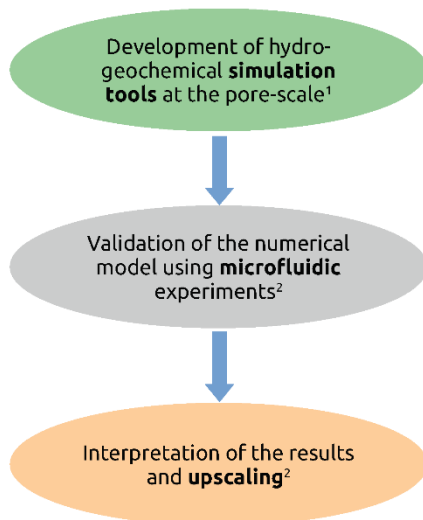 Development of hydro-
geochemical simulation
tools at the pore-scale¹
Validation of the numerical
model using microfluidic
experiments²
Interpretation of the results
and upscaling²